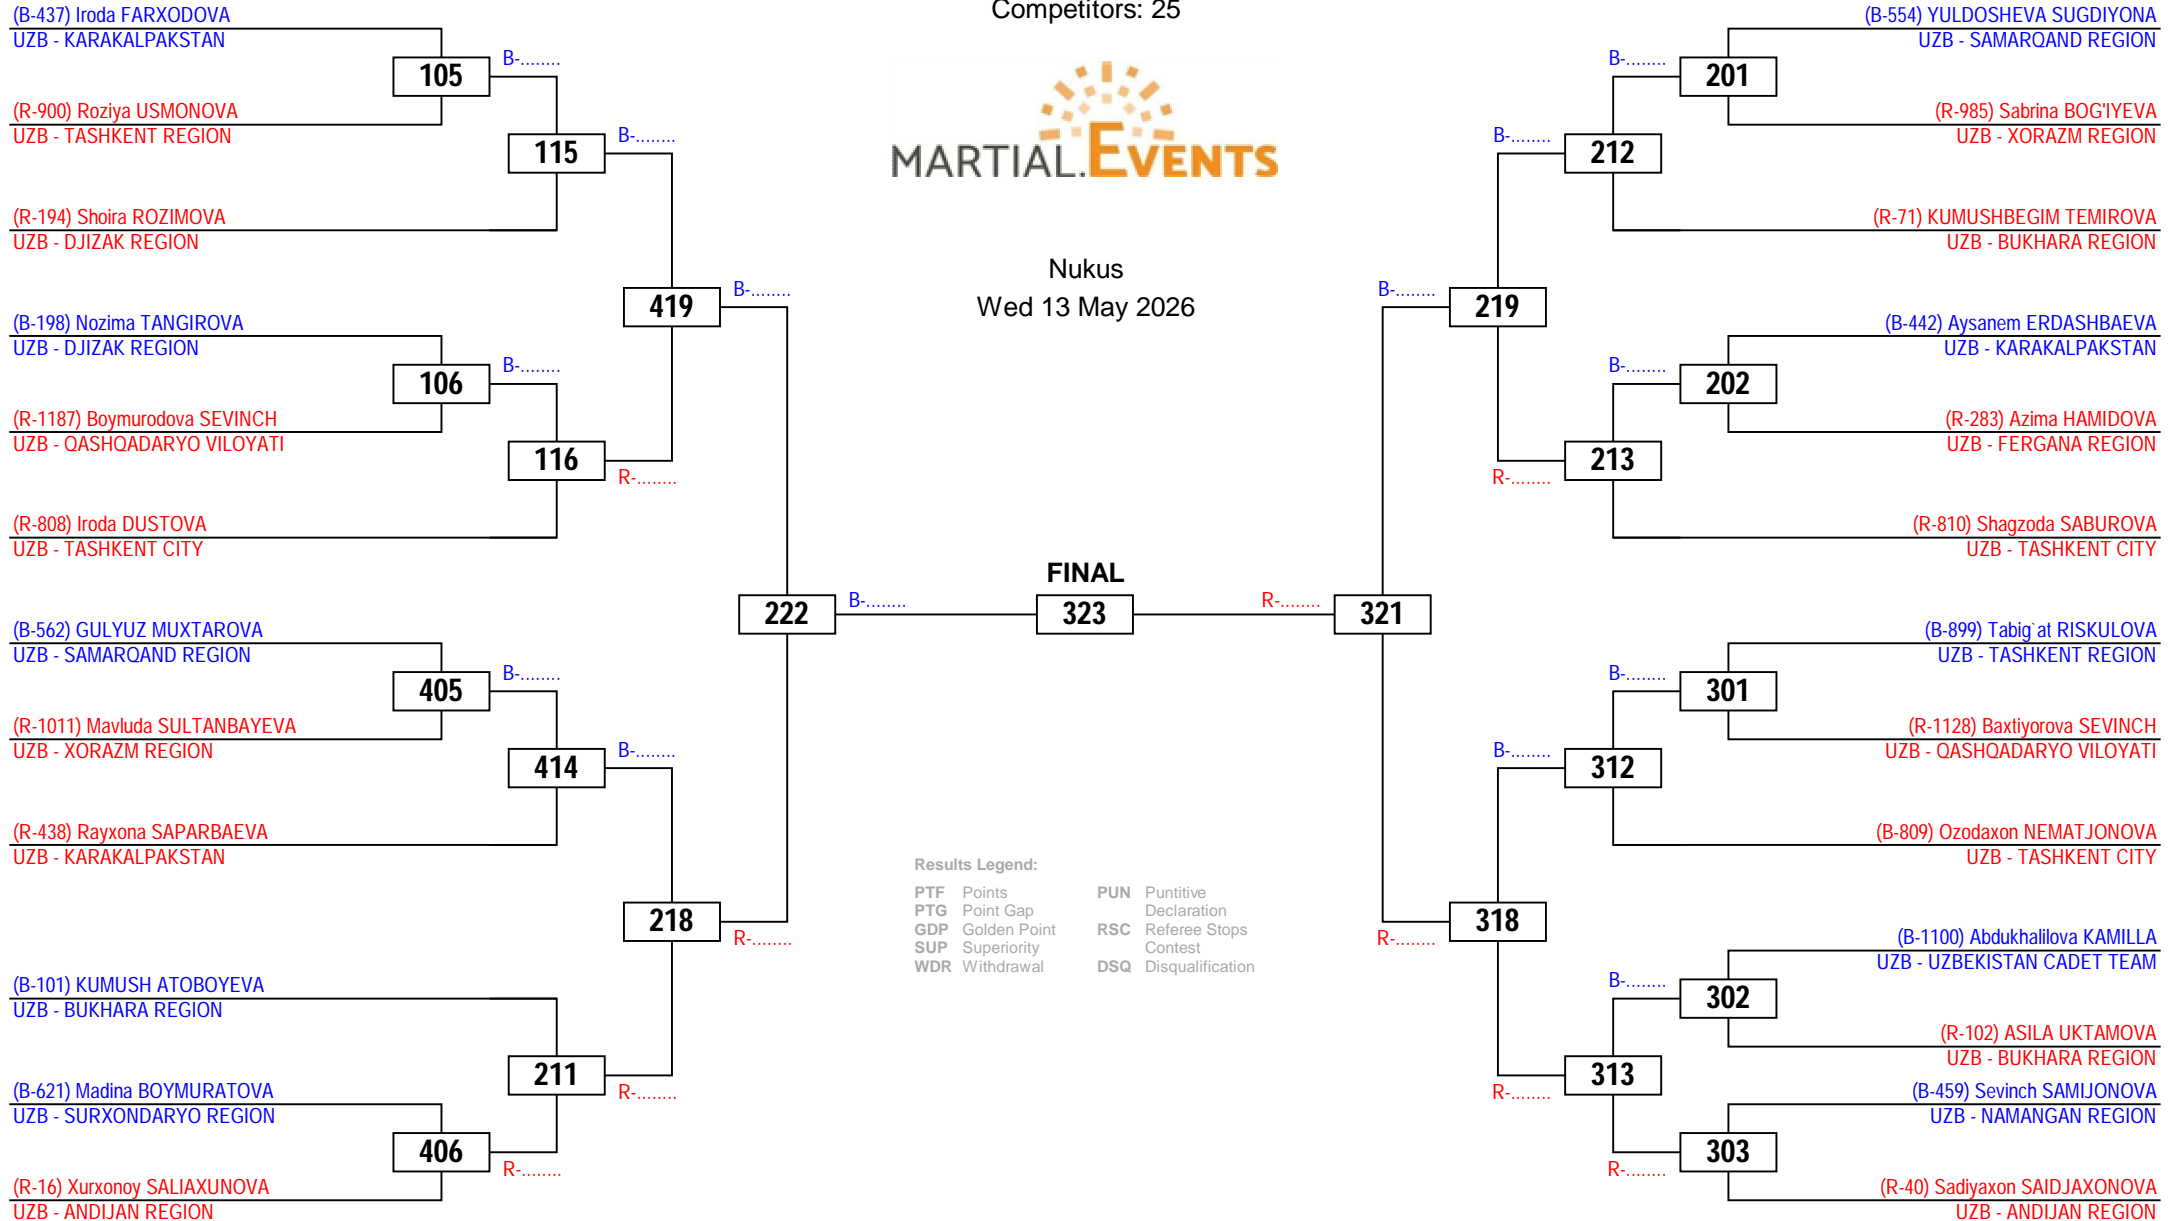 Competitors: 25
MARTIAL.EVENTS
Nukus
Wed 13 May 2026
(B-437) Iroda FARXODOVA
UZB - KARAKALPAKSTAN
105
B-........
(R-900) Roziya USMONOVA
UZB - TASHKENT REGION
115
B-........
(R-194) Shoira ROZIMOVA
UZB - DJIZAK REGION
419
B-........
(B-198) Nozima TANGIROVA
UZB - DJIZAK REGION
106
B-........
(R-1187) Boymurodova SEVINCH
UZB - QASHQADARYO VILOYATI
116
R-........
(R-808) Iroda DUSTOVA
UZB - TASHKENT CITY
222
B-........
(B-562) GULYUZ MUXTAROVA
UZB - SAMARQAND REGION
405
B-........
(R-1011) Mavluda SULTANBAYEVA
UZB - XORAZM REGION
414
B-........
(R-438) Rayxona SAPARBAEVA
UZB - KARAKALPAKSTAN
218
R-........
(B-101) KUMUSH ATOBOYEVA
UZB - BUKHARA REGION
211
R-........
(B-621) Madina BOYMURATOVA
UZB - SURXONDARYO REGION
406
R-........
(R-16) Xurxonoy SALIAXUNOVA
UZB - ANDIJAN REGION
FINAL
323
Results Legend:
PTF Points
PTG Point Gap
GDP Golden Point
SUP Superiority
WDR Withdrawal
PUN Puntitive
Declaration
RSC Referee Stops
Contest
DSQ Disqualification
(B-554) YULDOSHEVA SUGDIYONA
UZB - SAMARQAND REGION
B-........
201
(R-985) Sabrina BOG'IYEVA
UZB - XORAZM REGION
B-........
212
(R-71) KUMUSHBEGIM TEMIROVA
UZB - BUKHARA REGION
B-........
219
(B-442) Aysanem ERDASHBAEVA
UZB - KARAKALPAKSTAN
B-........
202
(R-283) Azima HAMIDOVA
UZB - FERGANA REGION
213
R-........
(R-810) Shagzoda SABUROVA
UZB - TASHKENT CITY
R-........
321
(B-899) Tabig`at RISKULOVA
UZB - TASHKENT REGION
B-........
301
(R-1128) Baxtiyorova SEVINCH
UZB - QASHQADARYO VILOYATI
B-........
312
(B-809) Ozodaxon NEMATJONOVA
UZB - TASHKENT CITY
318
R-........
(B-1100) Abdukhalilova KAMILLA
UZB - UZBEKISTAN CADET TEAM
B-........
302
(R-102) ASILA UKTAMOVA
UZB - BUKHARA REGION
313
R-........
(B-459) Sevinch SAMIJONOVA
UZB - NAMANGAN REGION
303
R-........
(R-40) Sadiyaxon SAIDJAXONOVA
UZB - ANDIJAN REGION